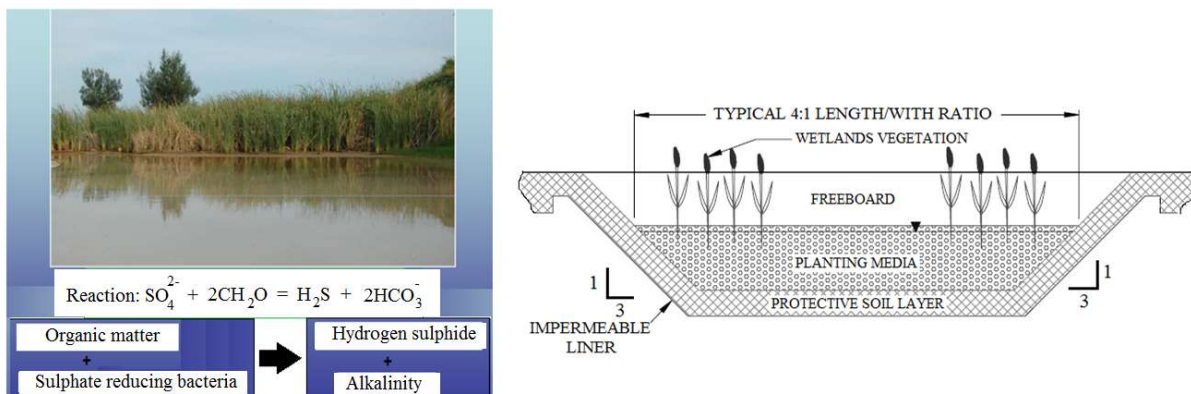 Reaction: SO₄²⁻ + 2CH₂O = H₂S + 2HCO₃⁻
Organic matter
+
Sulphate reducing bacteria
Hydrogen sulphide
+
Alkalinity
TYPICAL 4:1 LENGTH/WITH RATIO
WETLANDS VEGETATION
FREEBOARD
PLANTING MEDIA
PROTECTIVE SOIL LAYER
1
3
1
3
IMPERMEABLE
LINER